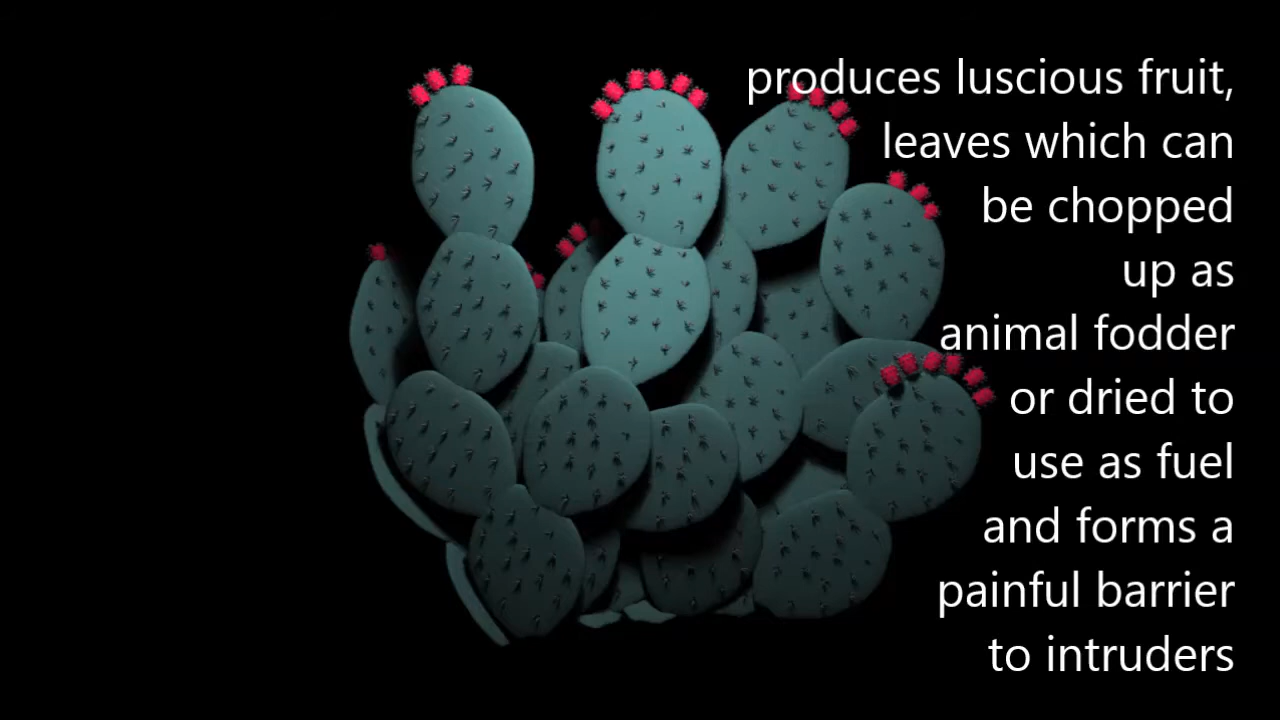 produces luscious fruit,
leaves which can
be chopped
up as
animal fodder
or dried to
use as fuel
and forms a
painful barrier
to intruders